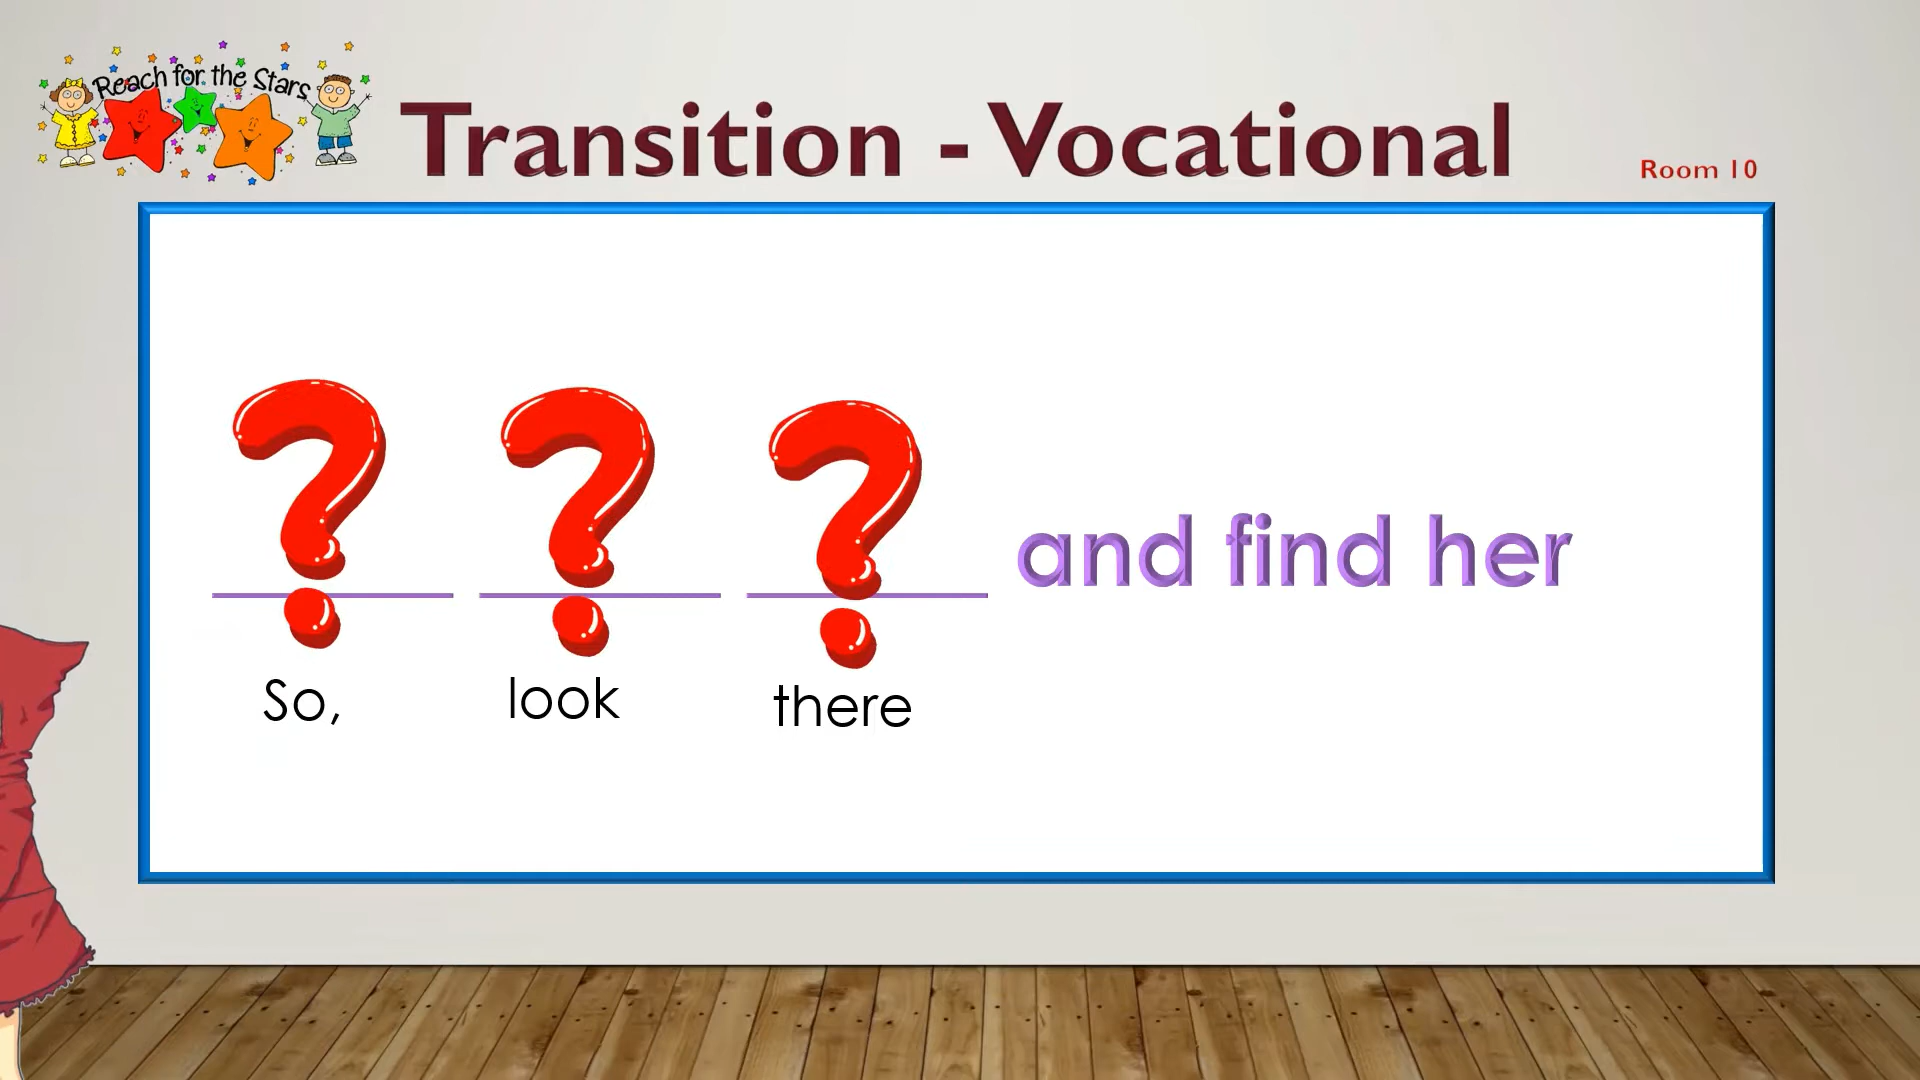 Reach for the Stars
Transition - Vocational
Room 10
and find her
So, look there